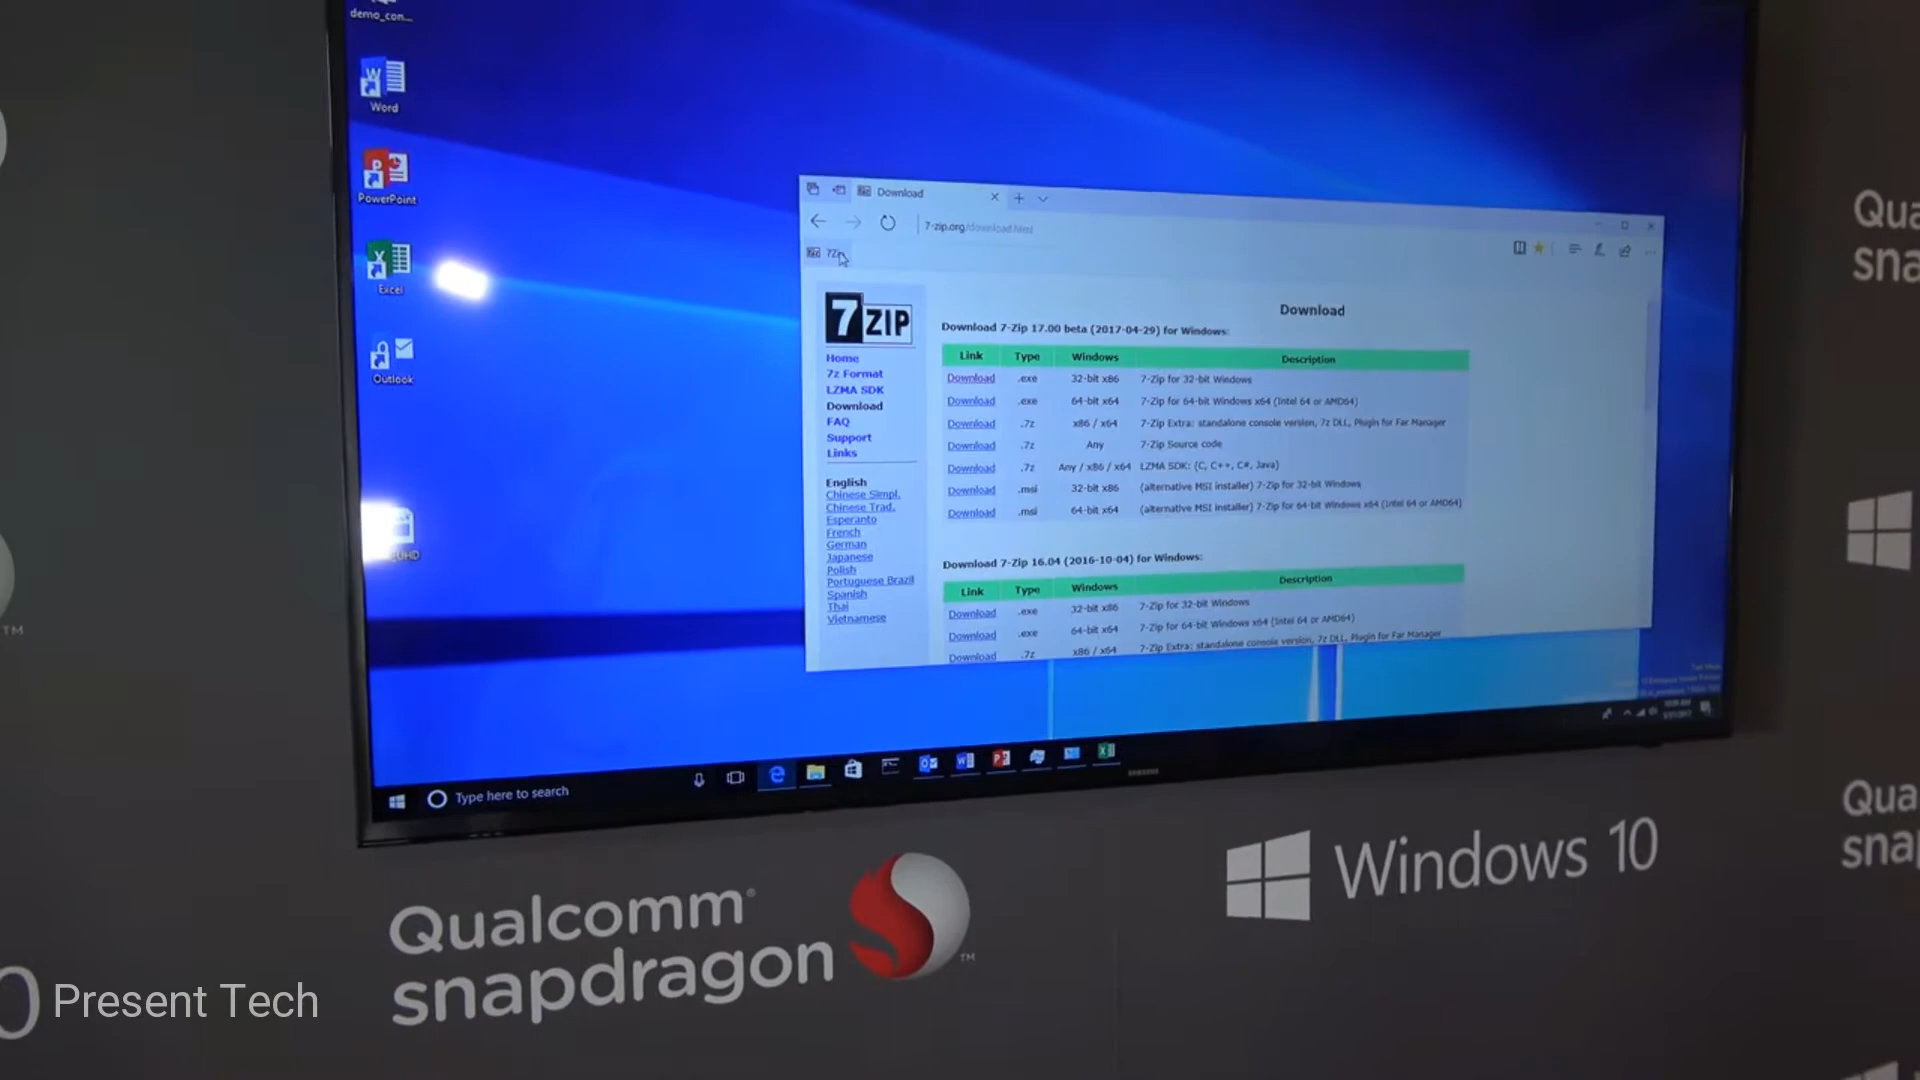 demo_con...
Word
PowerPoint
Excel
Outlook
UHD
Download
7-zip.org/download.html
7Zip
7ZIP
Home
7z Format
LZMA SDK
Download
FAQ
Support
Links
English
Chinese Simpl.
Chinese Trad.
Esperanto
French
German
Japanese
Polish
Portuguese Brazil
Spanish
Thai
Vietnamese
Download
Download 7-Zip 17.00 beta (2017-04-29) for Windows:
Link Type Windows Description
Download .exe 32-bit x86 7-Zip for 32-bit Windows
Download .exe 64-bit x64 7-Zip for 64-bit Windows x64 (Intel 64 or AMD64)
Download .7z x86 / x64 7-Zip Extra: standalone console version, 7z DLL, Plugin for Far Manager
Download .7z Any 7-Zip Source code
Download .7z Any / x86 / x64 LZMA SDK: (C, C++, C#, Java)
Download .msi 32-bit x86 (alternative MSI installer) 7-Zip for 32-bit Windows
Download .msi 64-bit x64 (alternative MSI installer) 7-Zip for 64-bit Windows x64 (Intel 64 or AMD64)
Download 7-Zip 16.04 (2016-10-04) for Windows:
Link Type Windows Description
Download .exe 32-bit x86 7-Zip for 32-bit Windows
Download .exe 64-bit x64 7-Zip for 64-bit Windows x64 (Intel 64 or AMD64)
Download .7z x86 / x64 7-Zip Extra: standalone console version, 7z DLL, Plugin for Far Manager
Type here to search
SAMSUNG
Qualcomm®
snapdragon™
Windows 10
Qua
sna
Qua
snap
TM
0
Present Tech